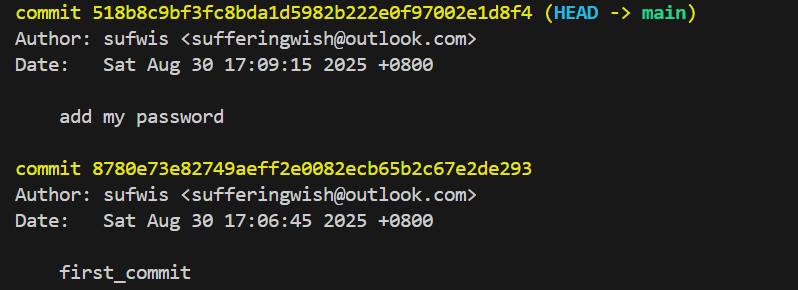 commit 518b8c9bf3fc8bda1d5982b222e0f97002e1d8f4 (HEAD -> main)
Author: sufwis <sufferingwish@outlook.com>
Date:   Sat Aug 30 17:09:15 2025 +0800
add my password
commit 8780e73e82749aeff2e0082ecb65b2c67e2de293
Author: sufwis <sufferingwish@outlook.com>
Date:   Sat Aug 30 17:06:45 2025 +0800
first_commit